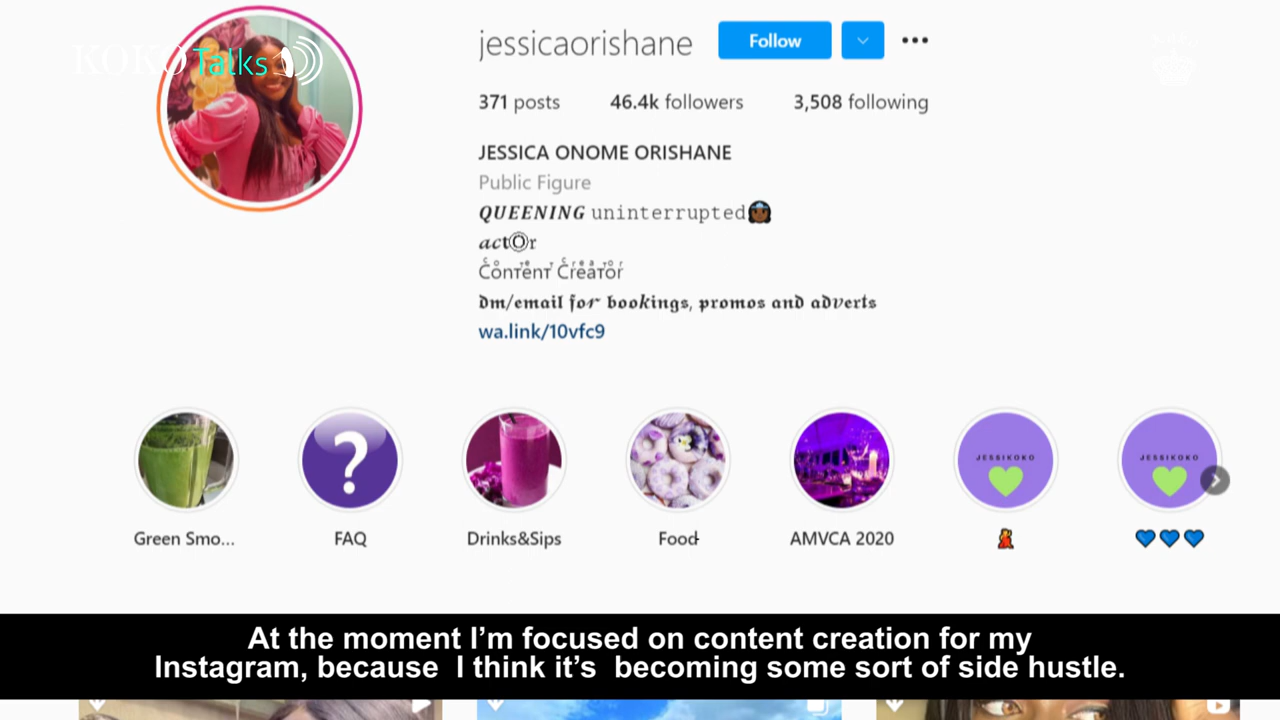 KOKO Talks
jessicaorishane Follow
371 posts 46.4k followers 3,508 following
JESSICA ONOME ORISHANE
Public Figure
QUEENING uninterrupted
actOr
Content Creator
dm/email for bookings, promos and adverts
wa.link/10vfc9
JESSIKOKO JESSIKOKO
Green Smo... FAQ Drinks&Sips Food AMVCA 2020
At the moment I’m focused on content creation for my
Instagram, because I think it’s becoming some sort of side hustle.